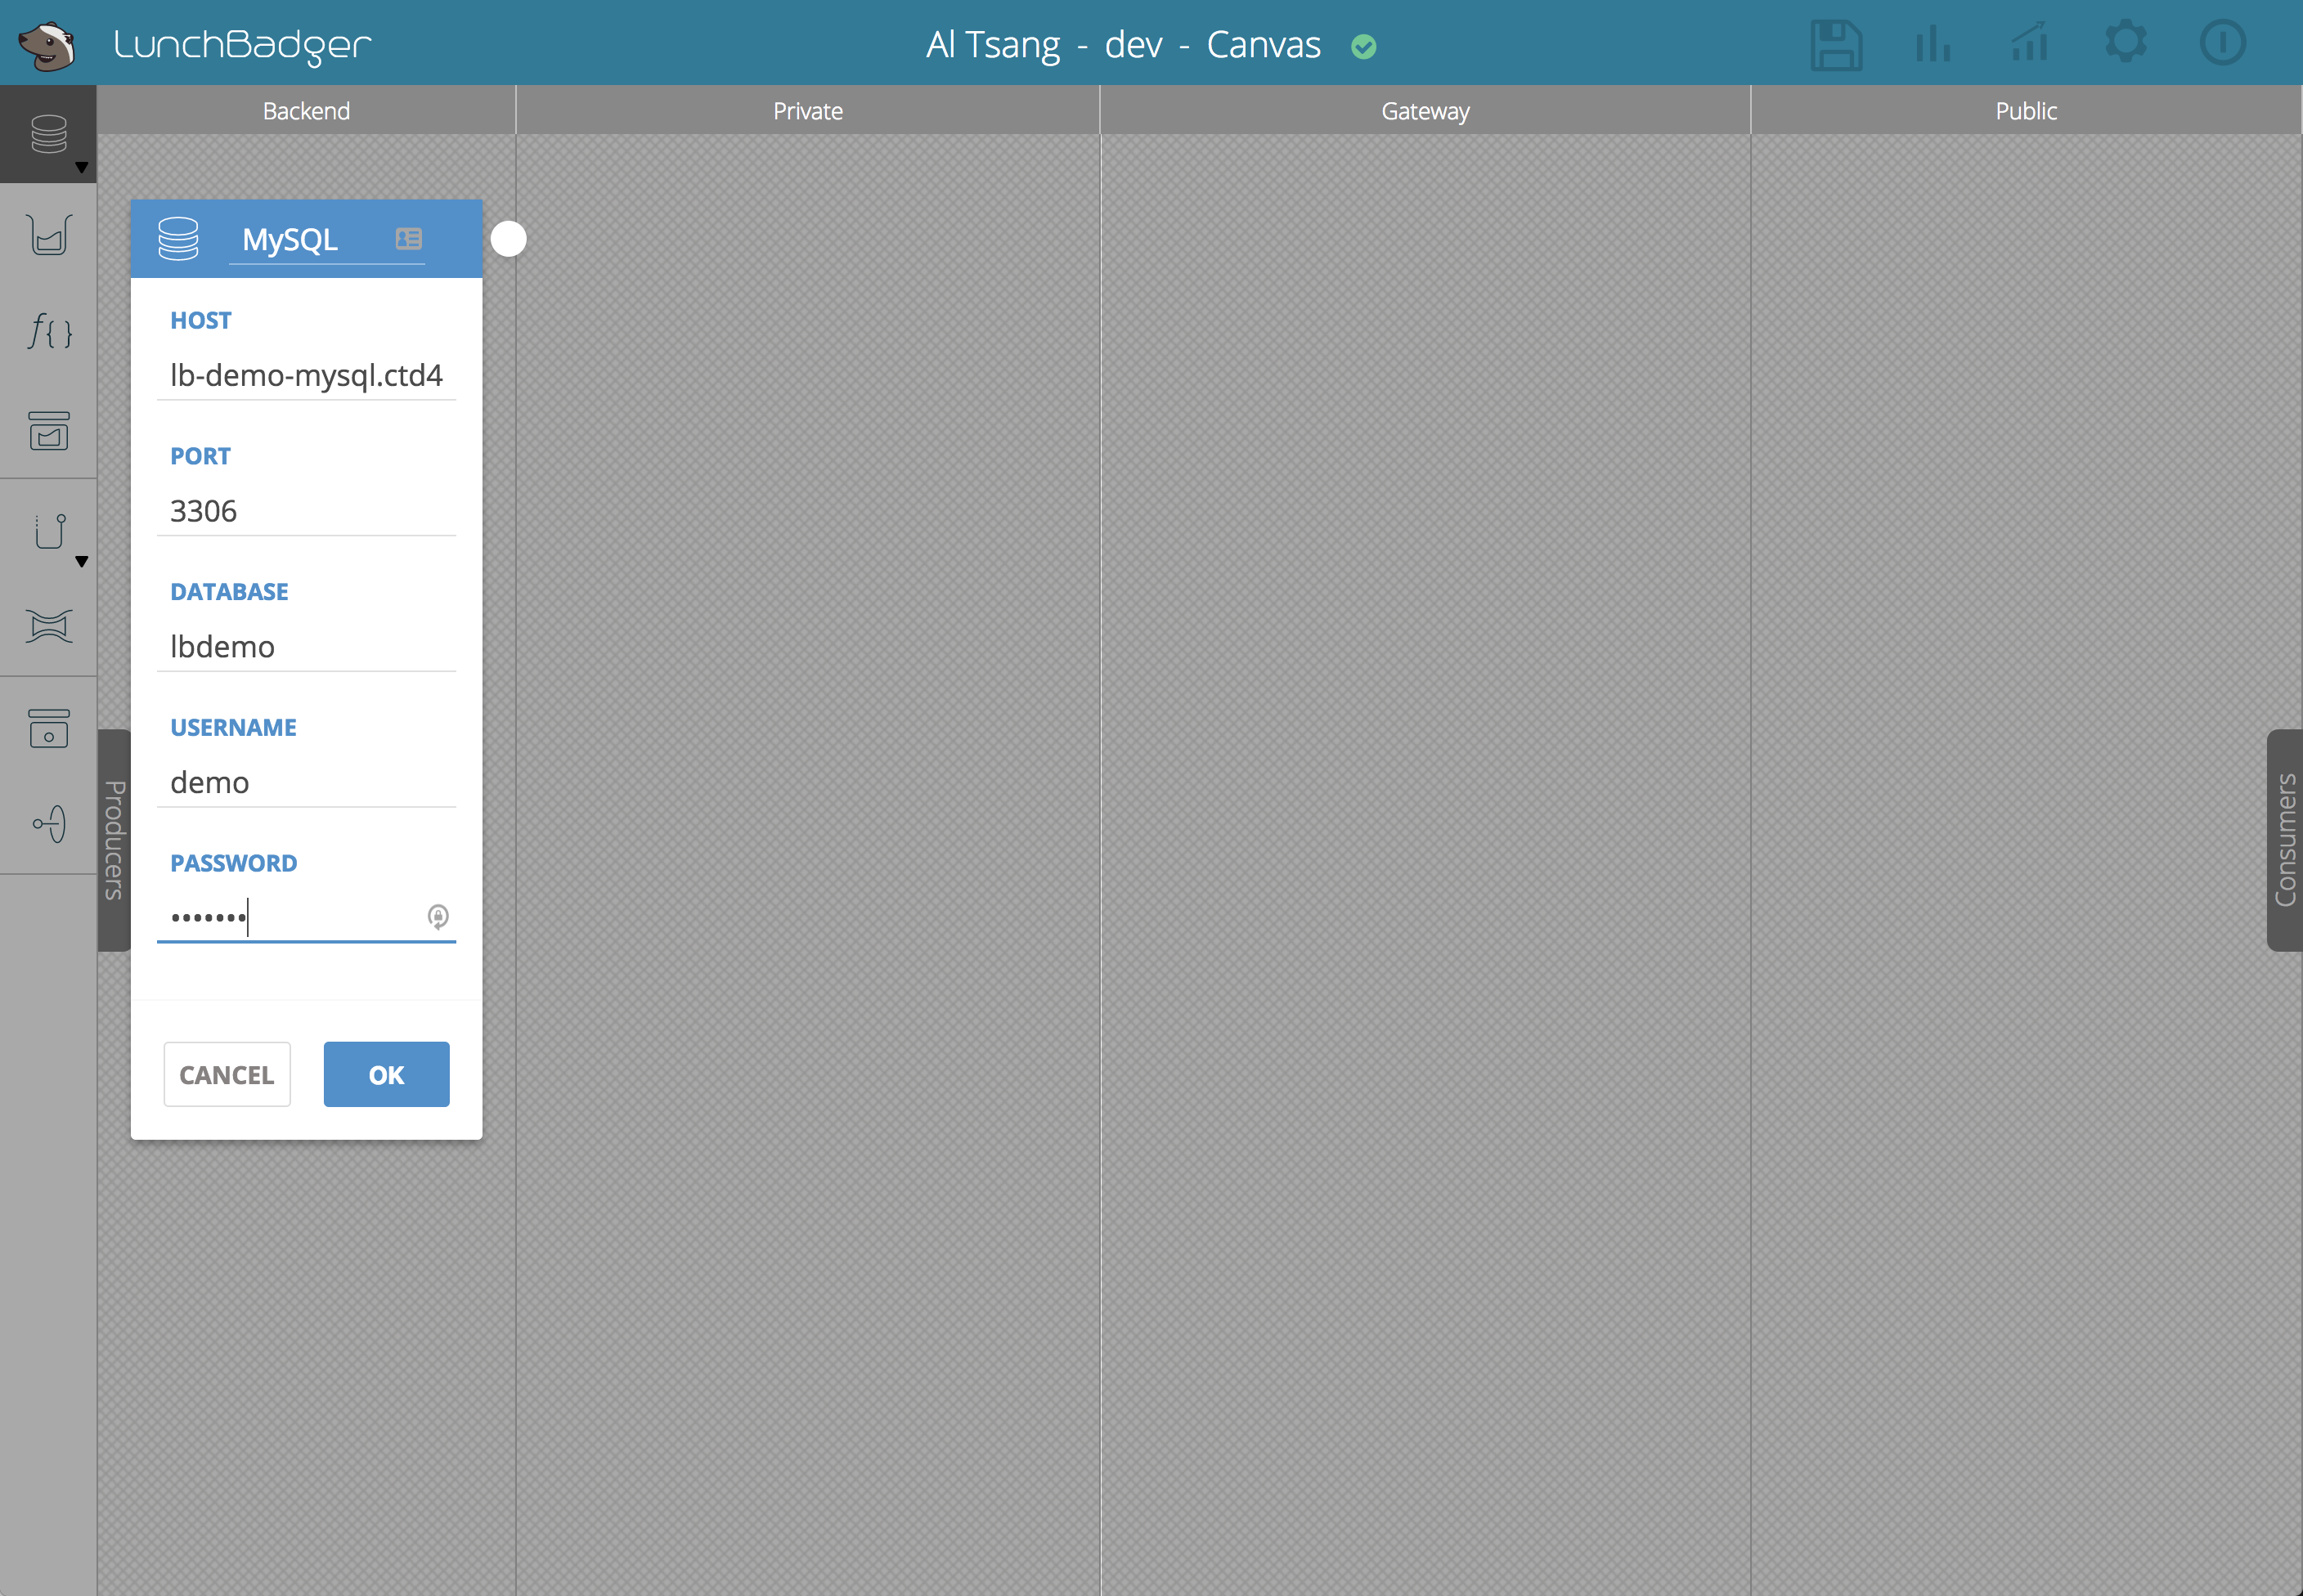 LunchBadger
Al Tsang - dev - Canvas
Backend
Private
Gateway
Public
MySQL
HOST
lb-demo-mysql.ctd4
PORT
3306
DATABASE
lbdemo
USERNAME
demo
PASSWORD
•••••••
CANCEL
OK
f{}
Producers
Consumers